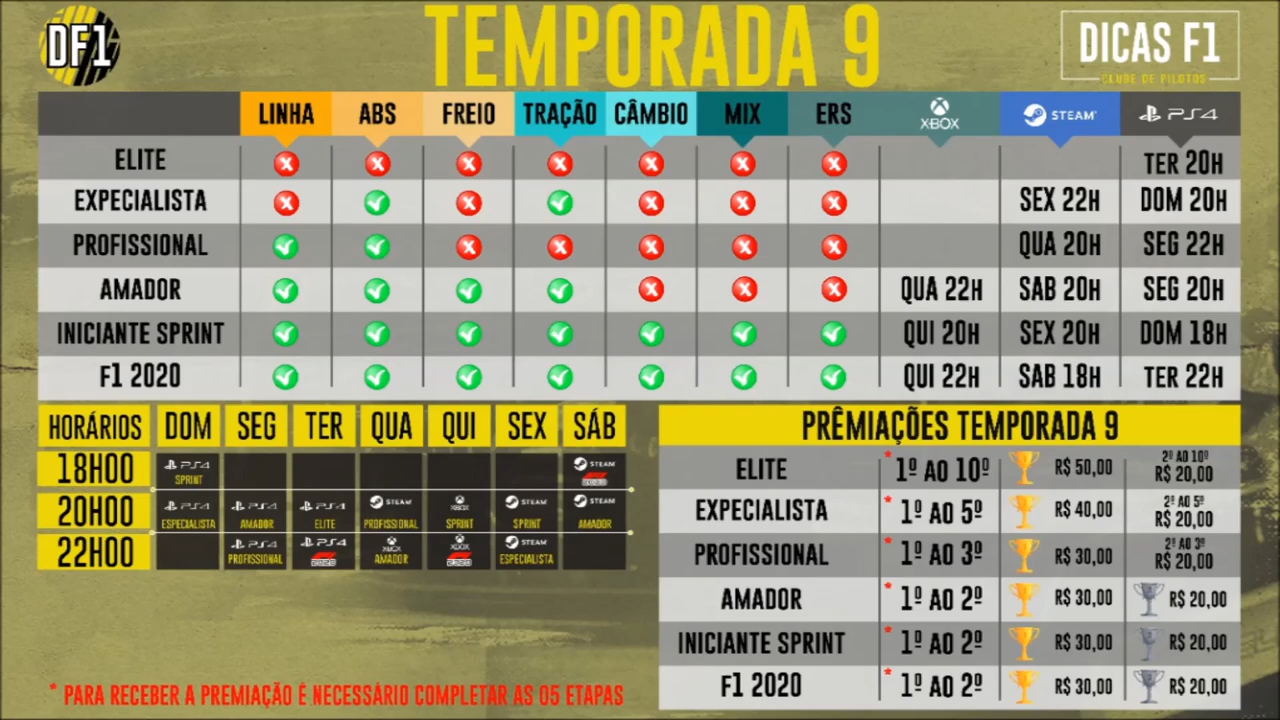 DF1
TEMPORADA 9
DICAS F1
CLUBE DE PILOTOS
LINHA ABS FREIO TRAÇÃO CÂMBIO MIX ERS XBOX STEAM PS4
ELITE TER 20H
EXPECIALISTA SEX 22H DOM 20H
PROFISSIONAL QUA 20H SEG 22H
AMADOR QUA 22H SAB 20H SEG 20H
INICIANTE SPRINT QUI 20H SEX 20H DOM 18H
F1 2020 QUI 22H SAB 18H TER 22H
HORÁRIOS DOM SEG TER QUA QUI SEX SÁB
18H00 PS4 STEAM
SPRINT 2020
20H00 PS4 PS4 PS4 STEAM XBOX STEAM STEAM
ESPECIALISTA AMADOR ELITE PROFISSIONAL SPRINT SPRINT AMADOR
22H00 PS4 PS4 XBOX XBOX STEAM
PROFISSIONAL 2020 AMADOR 2020 ESPECIALISTA
PRÊMIAÇÕES TEMPORADA 9
ELITE * 1º AO 10º R$ 50,00 2º AO 10º R$ 20,00
EXPECIALISTA * 1º AO 5º R$ 40,00 2º AO 5º R$ 20,00
PROFISSIONAL * 1º AO 3º R$ 30,00 2º AO 3º R$ 20,00
AMADOR * 1º AO 2º R$ 30,00 R$ 20,00
INICIANTE SPRINT * 1º AO 2º R$ 30,00 R$ 20,00
F1 2020 * 1º AO 2º R$ 30,00 R$ 20,00
* PARA RECEBER A PREMIAÇÃO É NECESSÁRIO COMPLETAR AS 05 ETAPAS